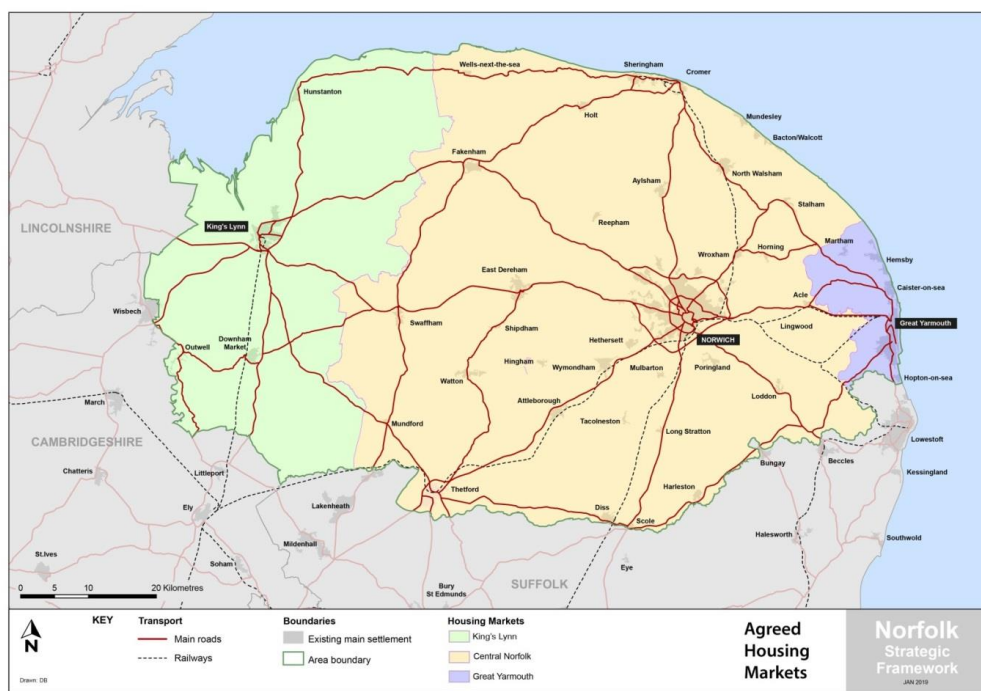 Wells-next-the-sea
Sheringham
Cromer
Hunstanton
Holt
Mundesley
Bacton/Walcott
Fakenham
North Walsham
Aylsham
Stalham
Reepham
LINCOLNSHIRE
King's Lynn
Martham
Wroxham
Horning
Hemsby
East Dereham
Caister-on-sea
Acle
Wisbech
Swaffham
Great Yarmouth
Shipdham
Lingwood
Outwell
Downham
Market
Hethersett
NORWICH
Hingham
Wymondham
Mulbarton
Poringland
Watton
Hopton-on-sea
Attleborough
Loddon
March
Mundford
Tacolneston
Long Stratton
CAMBRIDGESHIRE
Lowestoft
Chatteris
Littleport
Bungay
Beccles
Kessingland
Thetford
Harleston
Lakenheath
Ely
Diss
Scole
Halesworth
Southwold
Mildenhall
Soham
Eye
St.Ives
Bury
St Edmunds
SUFFOLK
0 5 10 20 Kilometres
N
Drawn: DB
KEY
Transport
Main roads
Railways
Boundaries
Existing main settlement
Area boundary
Housing Markets
King's Lynn
Central Norfolk
Great Yarmouth
Agreed
Housing
Markets
Norfolk
Strategic
Framework
JAN 2019